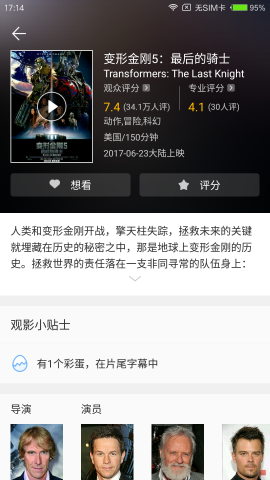 17:14
无SIM卡
95%
变形金刚5：最后的骑士
Transformers: The Last Knight
观众评分
专业评分
7.4 (34.1万人评)
4.1 (30人评)
动作,冒险,科幻
美国/150分钟
2017-06-23大陆上映
变形金刚5
想看
评分
人类和变形金刚开战，擎天柱失踪，拯救未来的关键
就埋藏在历史的秘密之中，那是地球上变形金刚的历
史。拯救世界的责任落在一支非同寻常的队伍身上：
观影小贴士
有1个彩蛋，在片尾字幕中
导演
演员